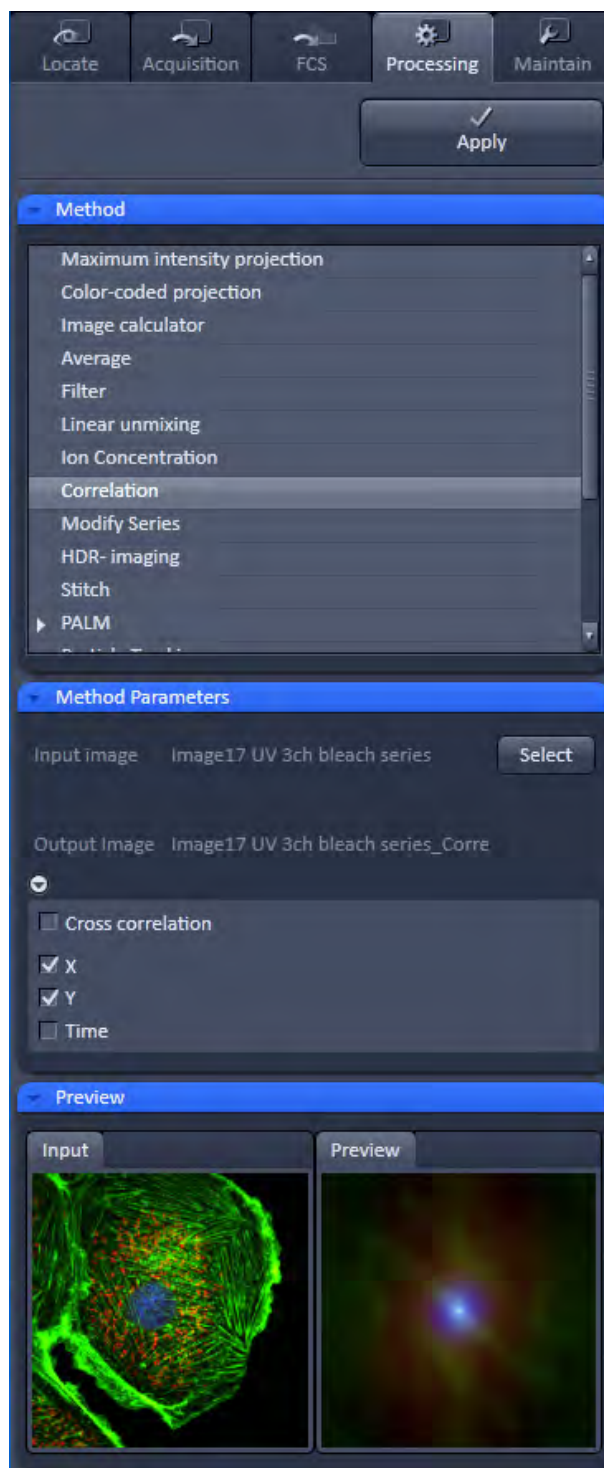 Locate Acquisition FCS Processing Maintain
Apply
Method
Maximum intensity projection
Color-coded projection
Image calculator
Average
Filter
Linear unmixing
Ion Concentration
Correlation
Modify Series
HDR- imaging
Stitch
PALM
Method Parameters
Input image Image17 UV 3ch bleach series Select
Output Image Image17 UV 3ch bleach series_Corre
Cross correlation
X
Y
Time
Preview
Input Preview